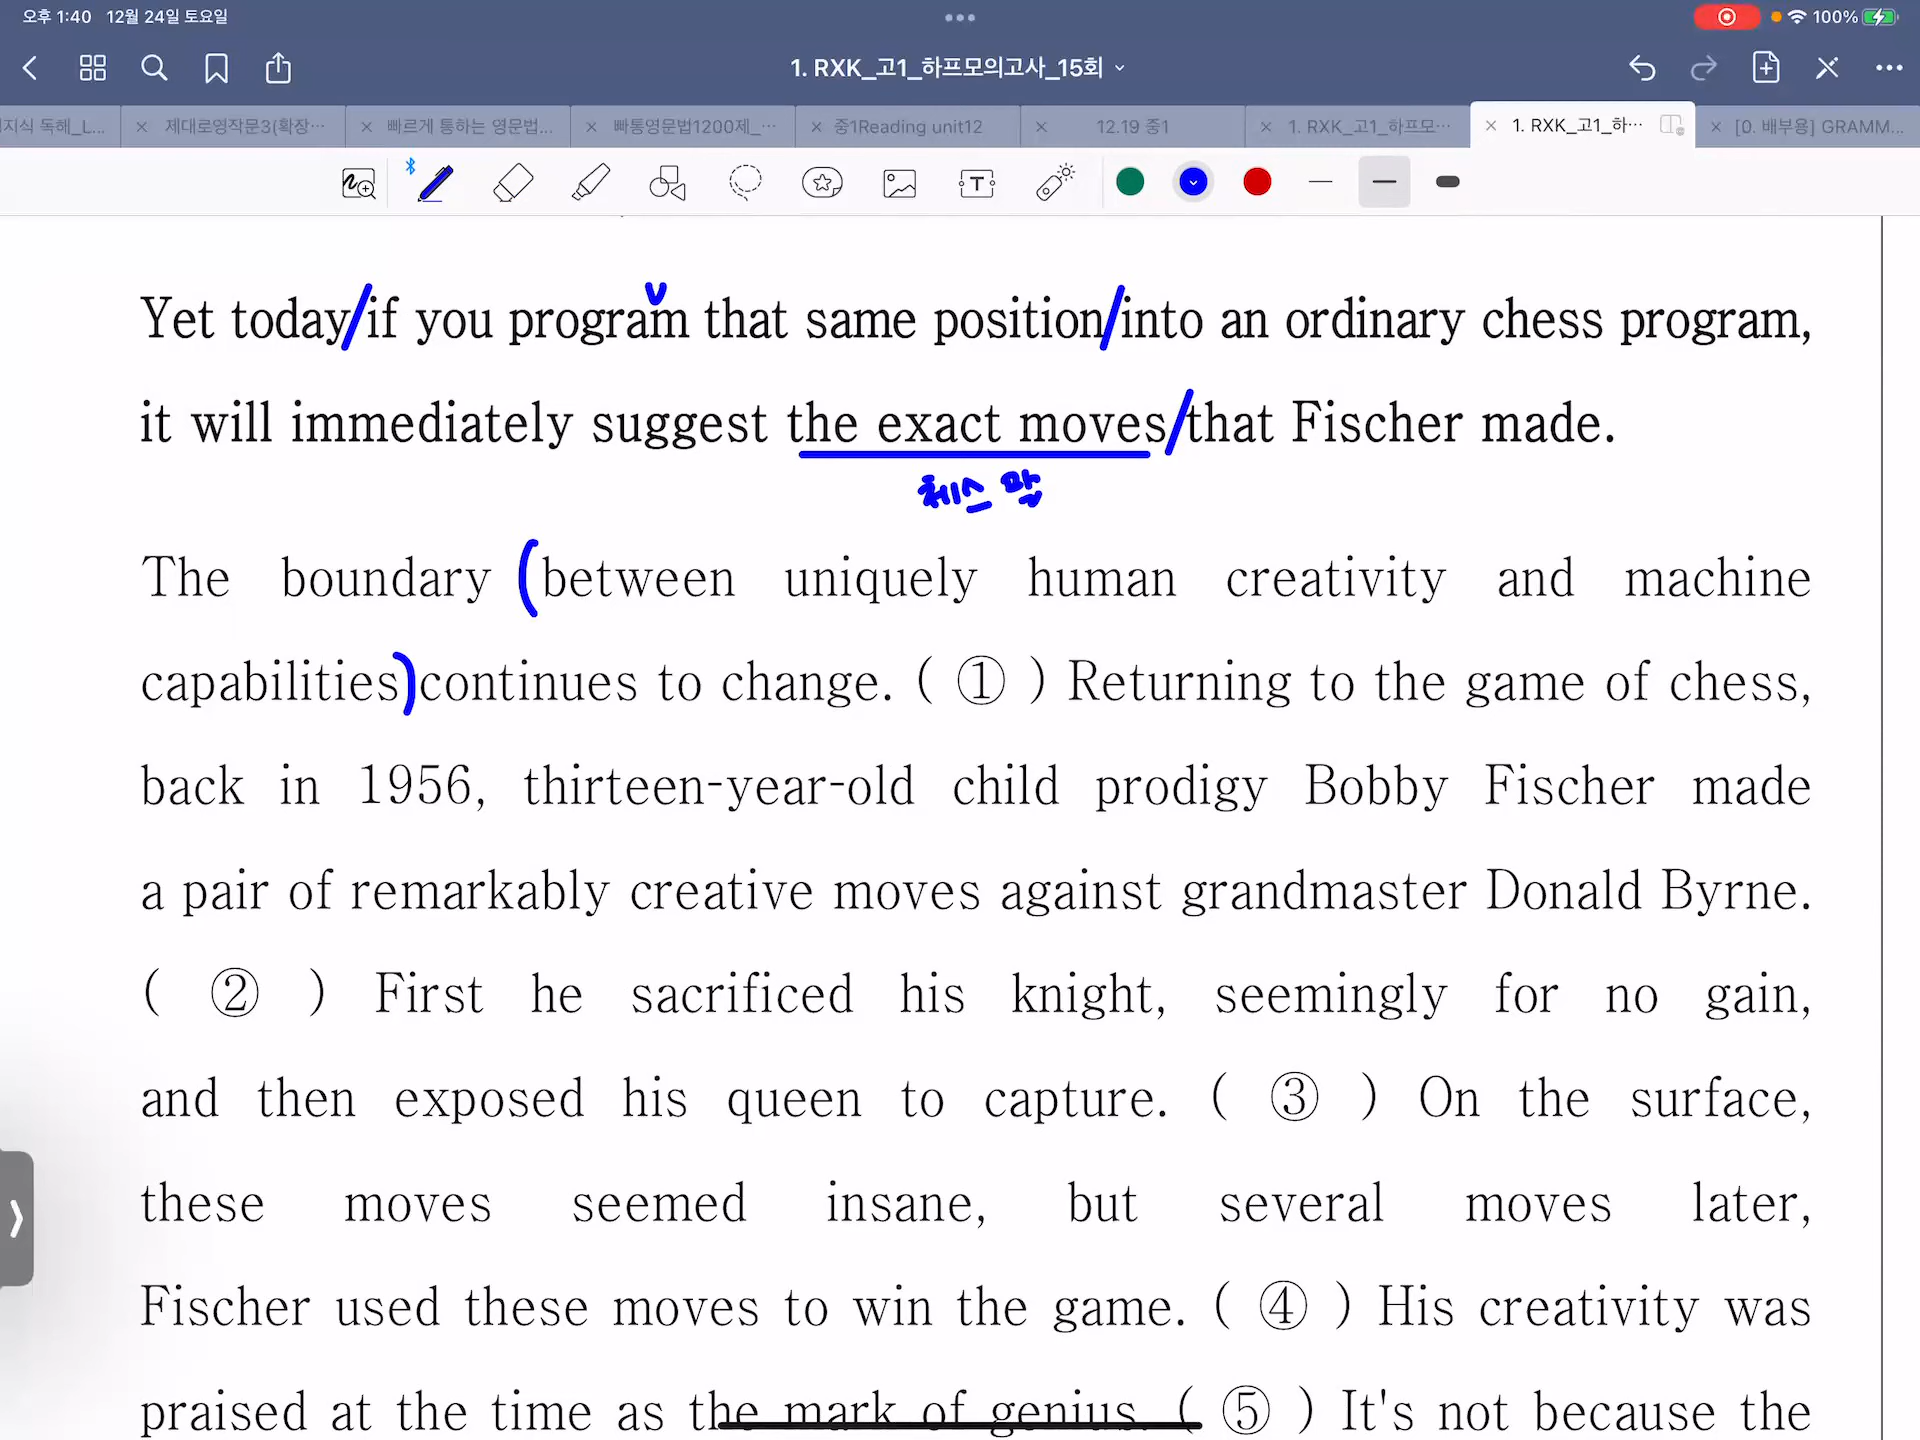 오후 1:40 12월 24일 토요일
100%
1. RXK_고1_하프모의고사_15회
지식 독해_L...
제대로영작문3(확장...
빠르게 통하는 영문법...
빠통영문법1200제_...
중1Reading unit12
12.19 중1
1. RXK_고1_하프모...
1. RXK_고1_하...
[0. 배부용] GRAMM...
Yet today/if you program that same position/into an ordinary chess program,
it will immediately suggest the exact moves/that Fischer made.
체스 말
The boundary (between uniquely human creativity and machine
capabilities) continues to change. ( ① ) Returning to the game of chess,
back in 1956, thirteen-year-old child prodigy Bobby Fischer made
a pair of remarkably creative moves against grandmaster Donald Byrne.
( ② ) First he sacrificed his knight, seemingly for no gain,
and then exposed his queen to capture. ( ③ ) On the surface,
these moves seemed insane, but several moves later,
Fischer used these moves to win the game. ( ④ ) His creativity was
praised at the time as the mark of genius. ( ⑤ ) It's not because the